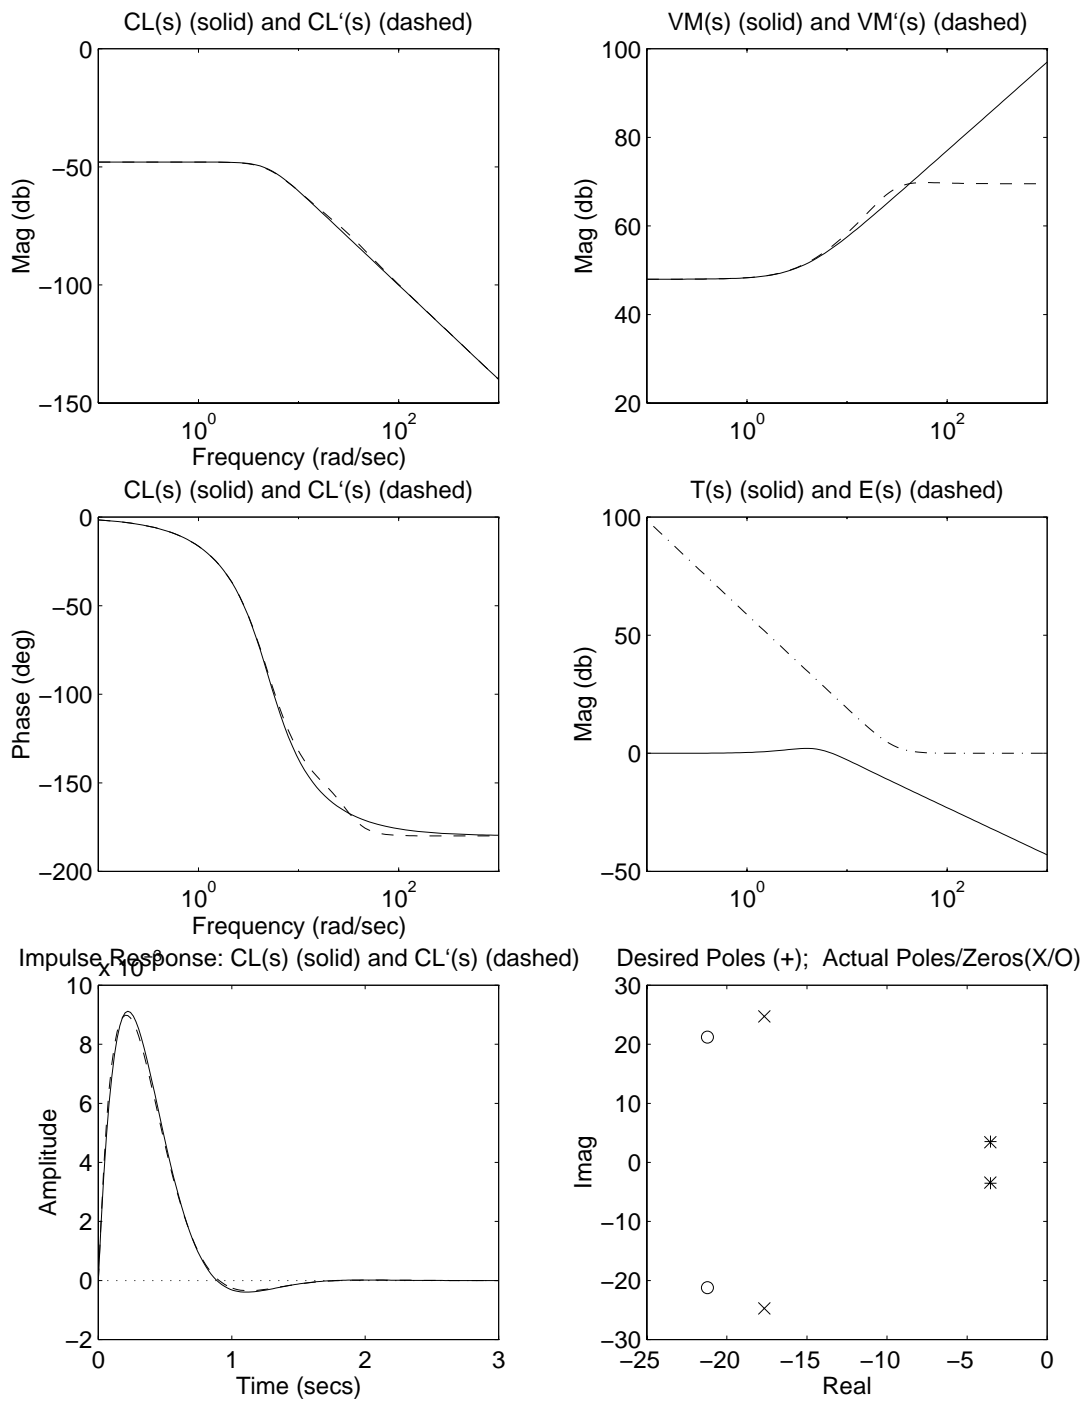 CL(s) (solid) and CL‘(s) (dashed)
0
−50
−100
−150
Mag (db)
10^0
10^2
Frequency (rad/sec)
VM(s) (solid) and VM‘(s) (dashed)
100
80
60
40
20
Mag (db)
10^0
10^2
CL(s) (solid) and CL‘(s) (dashed)
0
−50
−100
−150
−200
Phase (deg)
10^0
10^2
Frequency (rad/sec)
T(s) (solid) and E(s) (dashed)
100
50
0
−50
Mag (db)
10^0
10^2
Impulse Response: CL(s) (solid) and CL‘(s) (dashed)
x 10^−3
10
8
6
4
2
0
−2
Amplitude
0
1
2
3
Time (secs)
Desired Poles (+); Actual Poles/Zeros(X/O)
30
20
10
0
−10
−20
−30
Imag
−25
−20
−15
−10
−5
0
Real